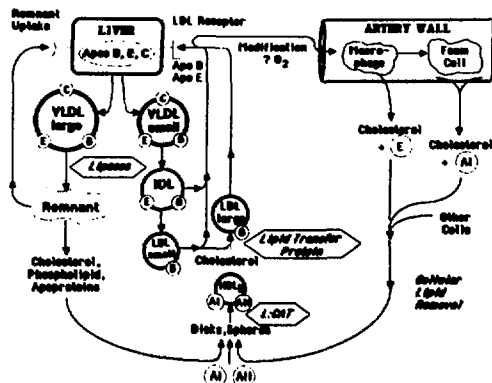 Remnant
Uptake
LIVER
Apos B, E, C
LDL Receptor
Apo B
Apo E
Modification
? O2
ARTERY WALL
Macro-
phage
Foam
Cell
C
VLDL
large
E
B
C
VLDL
small
E
B
Lipases
IDL
E
B
Remnant
LDL
small
B
LDL
large
B
Cholesterol
+ E
Cholesterol
+ AI
Other
Cells
Cholesterol,
Phospholipid,
Apoproteins
Cholesterol
Lipid Transfer
Protein
AI
AII
LCAT
Disks, Spheres
Cellular
Lipid
Removal
AI
AII